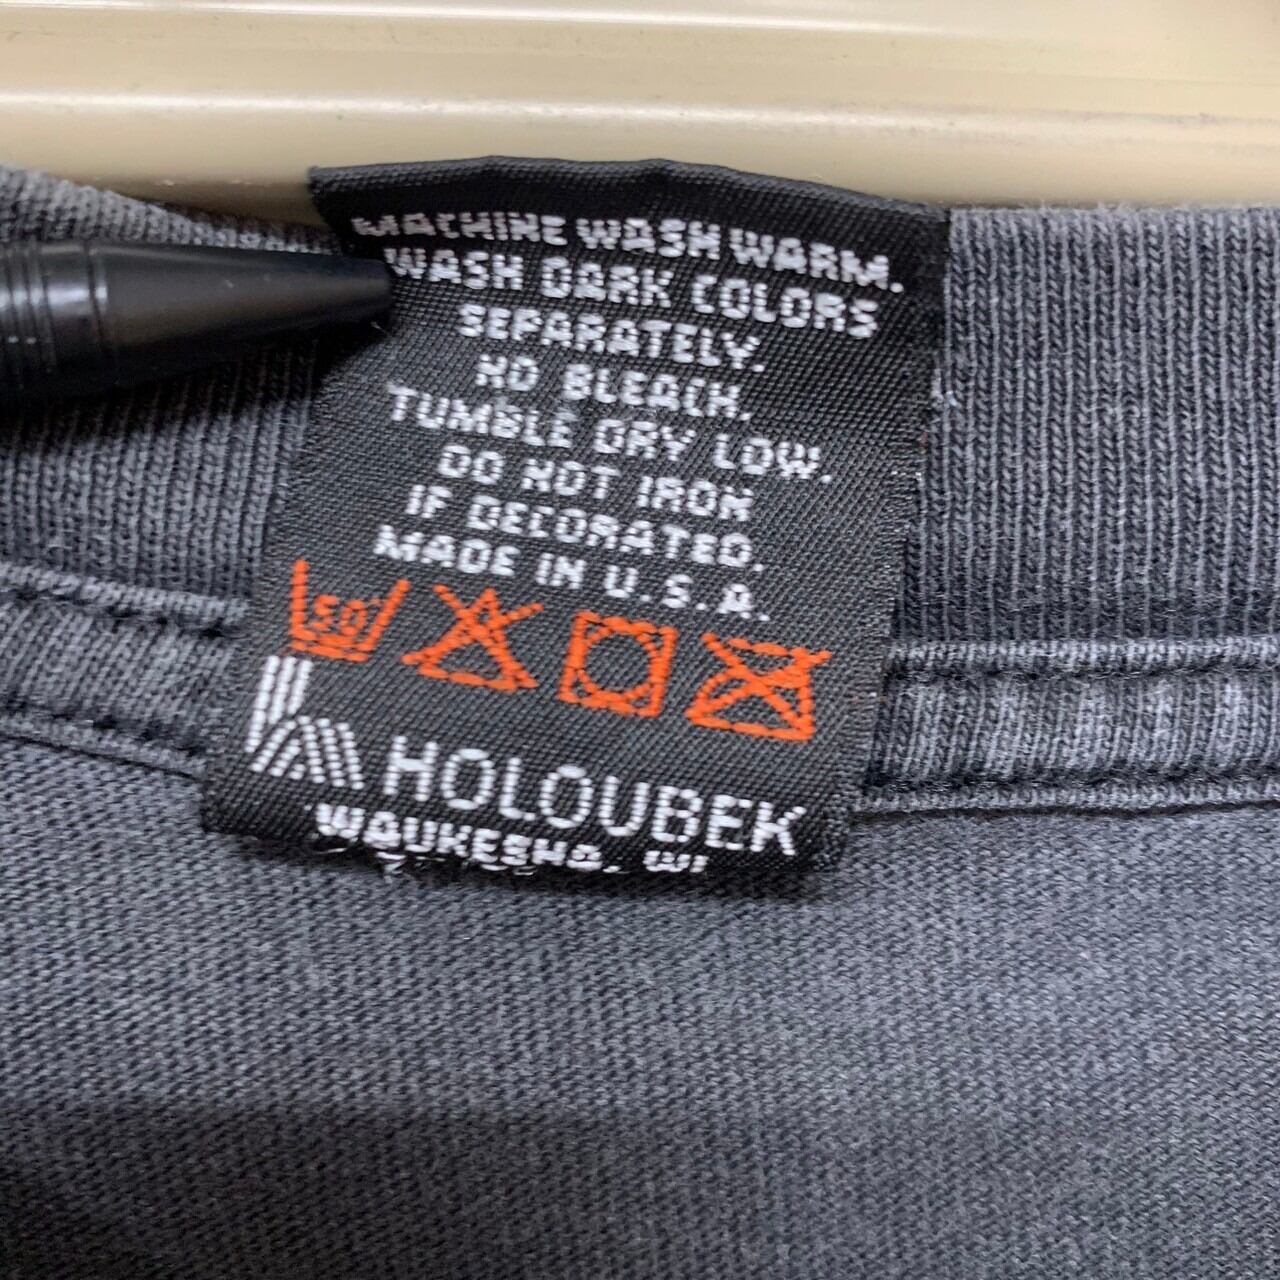 MACHINE WASH WARM.
WASH DARK COLORS
SEPARATELY.
NO BLEACH.
TUMBLE DRY LOW.
DO NOT IRON
IF DECORATED.
MADE IN U.S.A.
50°
HOLOUBEK
WAUKESHA, WI